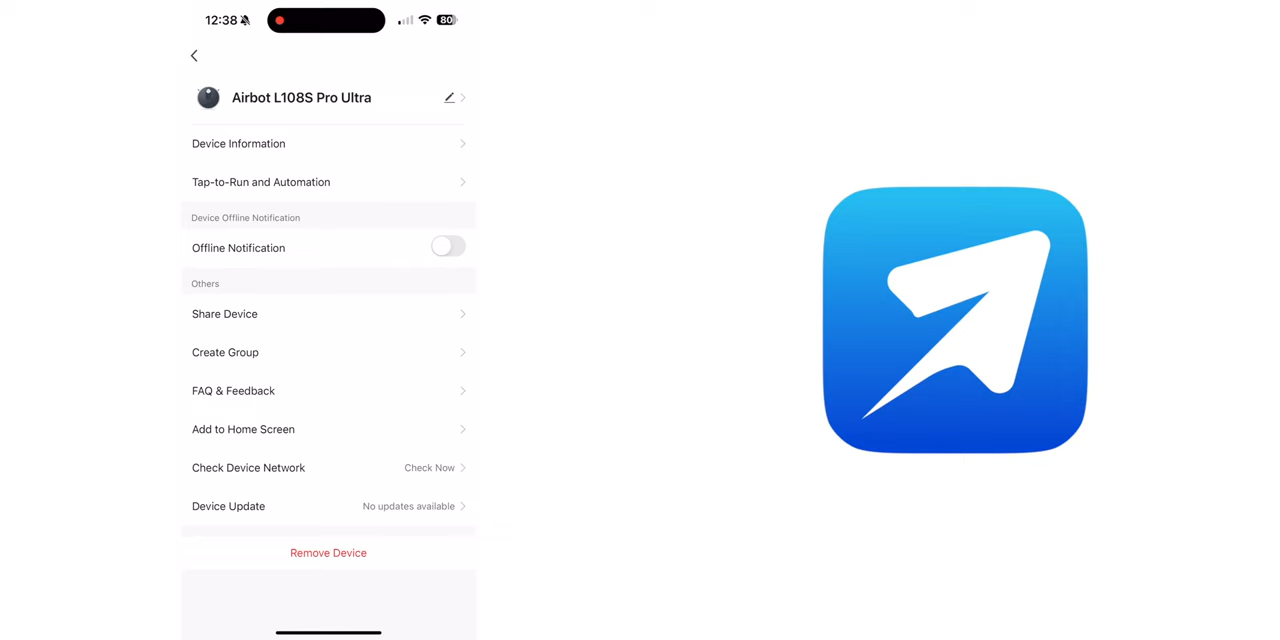 12:38
80
Airbot L108S Pro Ultra
Device Information
Tap-to-Run and Automation
Device Offline Notification
Offline Notification
Others
Share Device
Create Group
FAQ & Feedback
Add to Home Screen
Check Device Network Check Now
Device Update No updates available
Remove Device